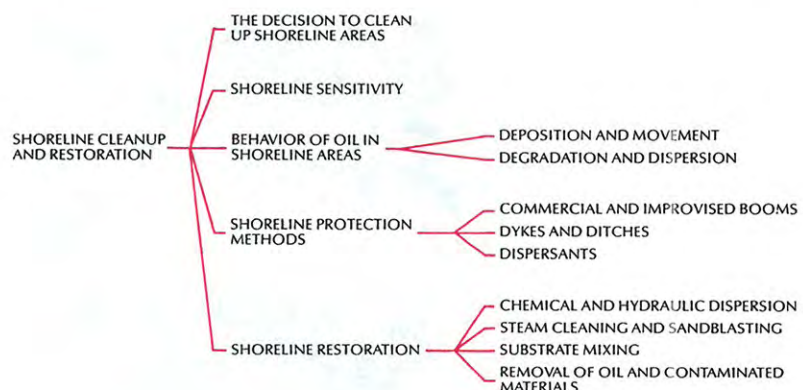 THE DECISION TO CLEAN
UP SHORELINE AREAS
SHORELINE SENSITIVITY
SHORELINE CLEANUP
AND RESTORATION
BEHAVIOR OF OIL IN
SHORELINE AREAS
DEPOSITION AND MOVEMENT
DEGRADATION AND DISPERSION
SHORELINE PROTECTION
METHODS
COMMERCIAL AND IMPROVISED BOOMS
DYKES AND DITCHES
DISPERSANTS
SHORELINE RESTORATION
CHEMICAL AND HYDRAULIC DISPERSION
STEAM CLEANING AND SANDBLASTING
SUBSTRATE MIXING
REMOVAL OF OIL AND CONTAMINATED
MATERIALS